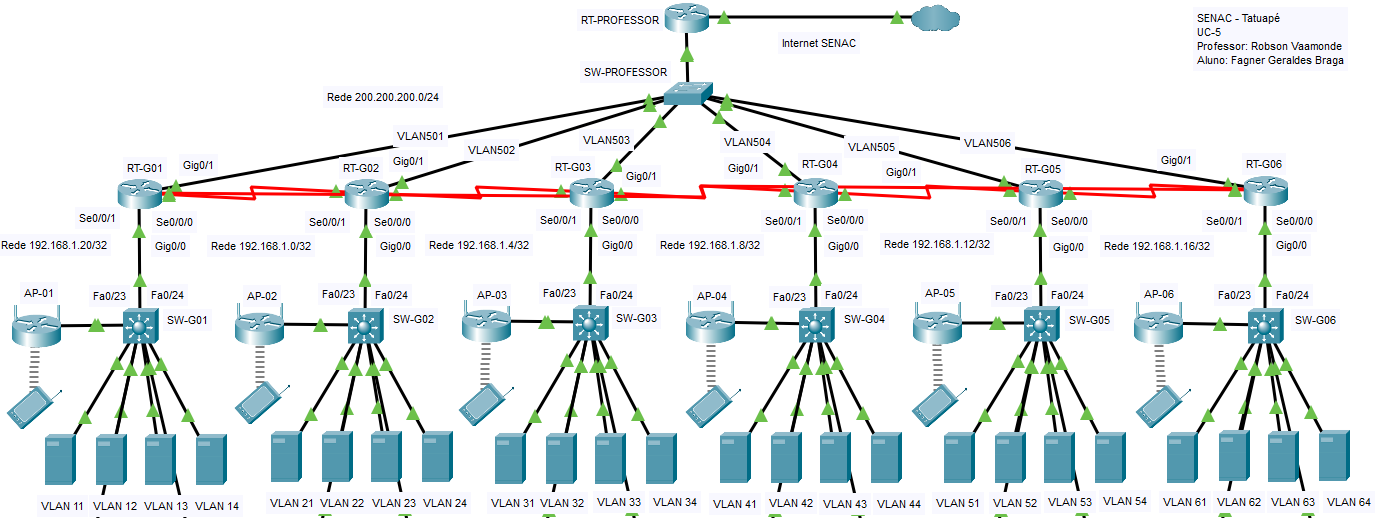 RT-PROFESSOR
Internet SENAC
SENAC - Tatuapé
UC-5
Professor: Robson Vaamonde
Aluno: Fagner Geraldes Braga
SW-PROFESSOR
Rede 200.200.200.0/24
VLAN501
VLAN502
VLAN503
VLAN504
VLAN505
VLAN506
RT-G01
Gig0/1
RT-G02
Gig0/1
RT-G03
Gig0/1
Gig0/1
RT-G04
Gig0/1
RT-G05
Gig0/1
RT-G06
Se0/0/1
Se0/0/0
Se0/0/1
Se0/0/0
Se0/0/1
Se0/0/0
Se0/0/1
Se0/0/0
Se0/0/1
Se0/0/0
Se0/0/1
Se0/0/0
Rede 192.168.1.20/32
Gig0/0
Rede 192.168.1.0/32
Gig0/0
Rede 192.168.1.4/32
Gig0/0
Rede 192.168.1.8/32
Gig0/0
Rede 192.168.1.12/32
Gig0/0
Rede 192.168.1.16/32
Gig0/0
AP-01
Fa0/23
Fa0/24
SW-G01
AP-02
Fa0/23
Fa0/24
SW-G02
AP-03
Fa0/23
Fa0/24
SW-G03
AP-04
Fa0/23
Fa0/24
SW-G04
AP-05
Fa0/23
Fa0/24
SW-G05
AP-06
Fa0/23
Fa0/24
SW-G06
VLAN 11
VLAN 12
VLAN 13
VLAN 14
VLAN 21
VLAN 22
VLAN 23
VLAN 24
VLAN 31
VLAN 32
VLAN 33
VLAN 34
VLAN 41
VLAN 42
VLAN 43
VLAN 44
VLAN 51
VLAN 52
VLAN 53
VLAN 54
VLAN 61
VLAN 62
VLAN 63
VLAN 64